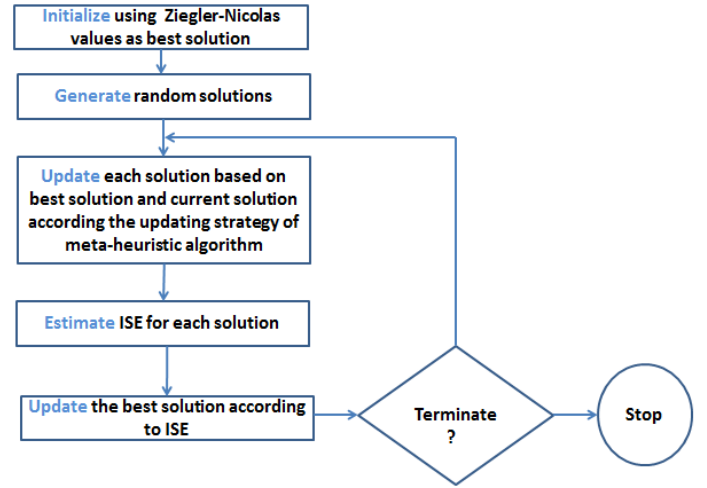 Initialize using Ziegler-Nicolas
values as best solution
Generate random solutions
Update each solution based on
best solution and current solution
according the updating strategy of
meta-heuristic algorithm
Estimate ISE for each solution
Update the best solution according
to ISE
Terminate
?
Stop